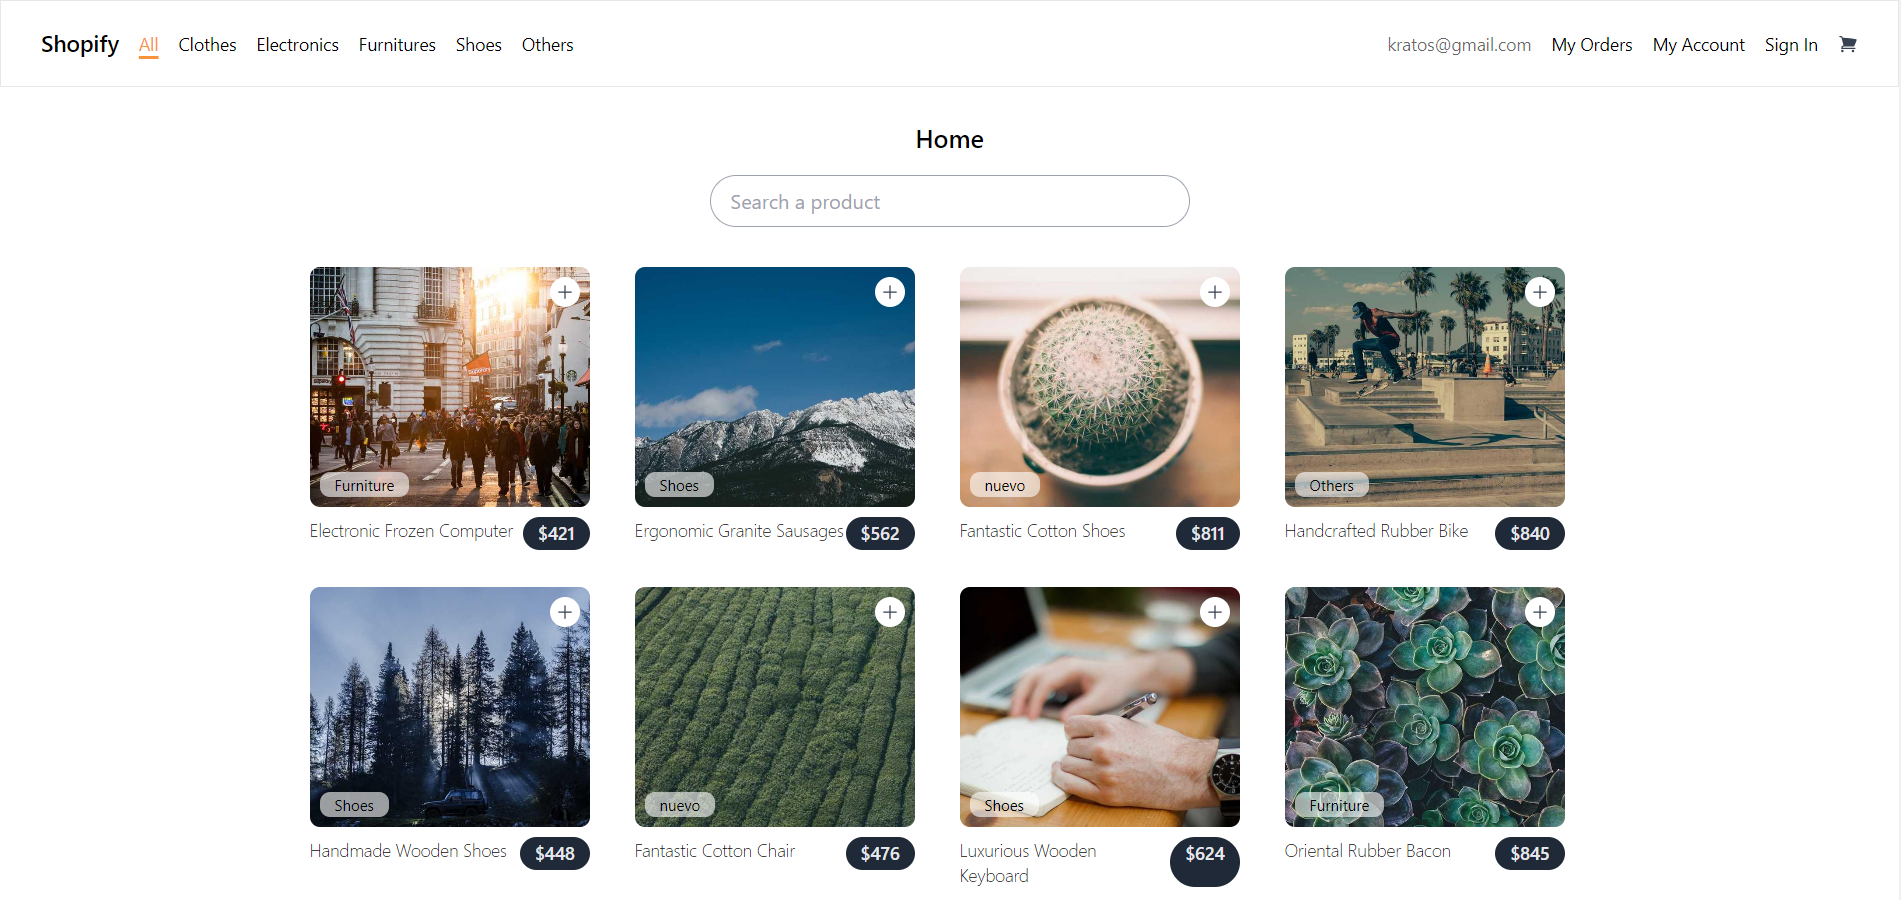 Shopify All Clothes Electronics Furnitures Shoes Others kratos@gmail.com My Orders My Account Sign In
Home
Search a product
Furniture
Shoes
nuevo
Others
Electronic Frozen Computer $421
Ergonomic Granite Sausages $562
Fantastic Cotton Shoes $811
Handcrafted Rubber Bike $840
Shoes
nuevo
Shoes
Furniture
Handmade Wooden Shoes $448
Fantastic Cotton Chair $476
Luxurious Wooden $624
Keyboard
Oriental Rubber Bacon $845